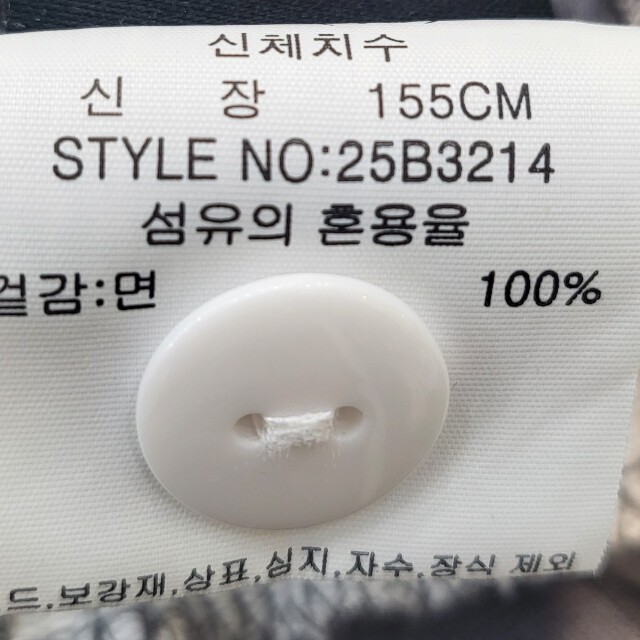 신체치수
신 장 155CM
STYLE NO:25B3214
섬유의 혼용율
겉감:면 100%
드,보강재,상표,심지,자수,장식 제외